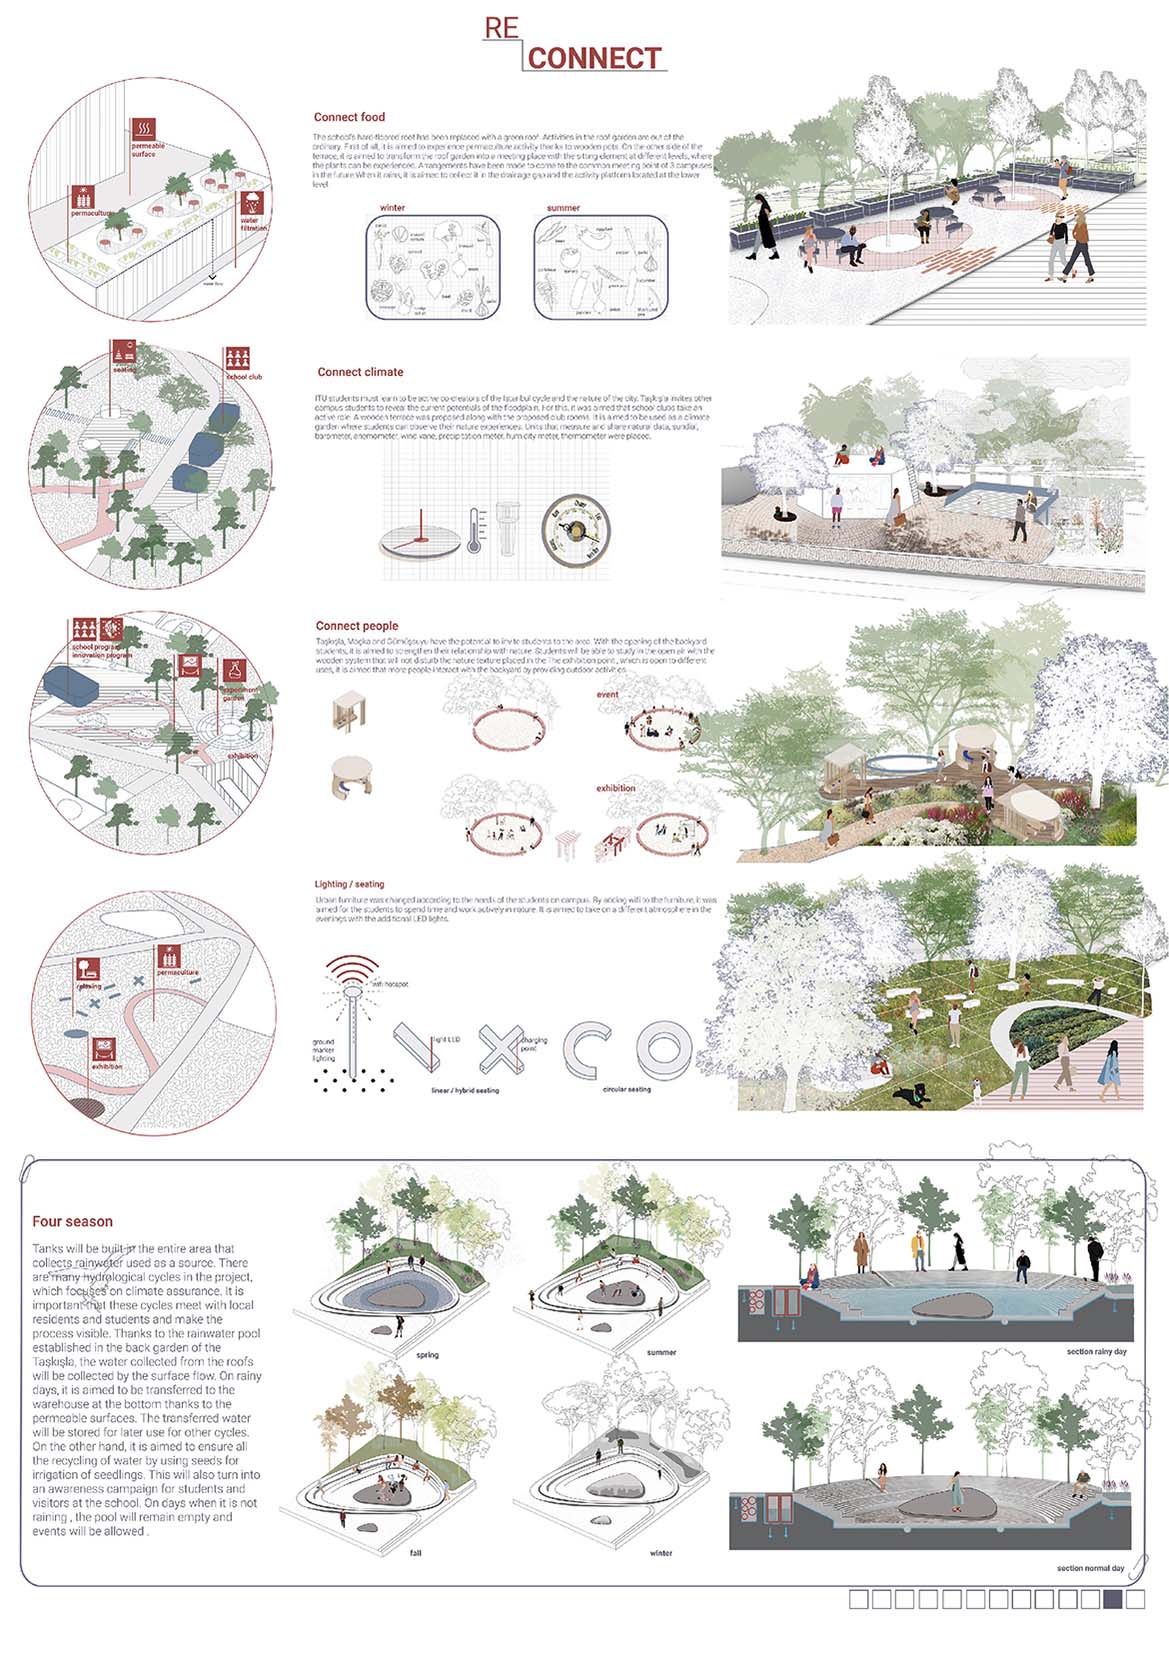 RE
CONNECT
permeable
surface
permaculture
water
filtration
Connect food
The school's hard-floored roof has been replaced with a green roof. Activities in the roof garden are out of the
ordinary. First of all, it is aimed to experience permaculture activity thanks to wooden pots. On the other side of the
terrace, it is aimed to transform the roof garden into a meeting place with the sitting element at different levels, where
the plants can be experienced. Arrangements have been made to come to the common meeting point of 3 campuses
in the future. When it rains, it is aimed to collect it in the drainage gap and the activity platform located at the lower
level
winter
summer
seating
school club
Connect climate
ITU students must learn to be active co-creators of the Istanbul cycle and the nature of the city. Taşkışla invites other
campus students to reveal the current potentials of the floodplain. For this, it was aimed that school clubs take an
active role. A wooden terrace was proposed along with the proposed club rooms. It is aimed to be used as a climate
garden where students can observe their nature experiences. Units that measure and share natural data, sundial,
barometer, anemometer, wind vane, precipitation meter, humidity meter, thermometer were placed.
school program
innovation program
experiment
garden
exhibition
Connect people
Taşkışla, Maçka and Gümüşsuyu have the potential to invite students to the area. With the opening of the backyard
students, it is aimed to strengthen their relationship with nature. Students will be able to study in the open air with the
wooden system that will not disturb the nature texture placed in the The exhibition point , which is open to different
uses, it is aimed that more people interact with the backyard by providing outdoor activities .
event
exhibition
permaculture
exhibition
Lighting / seating
Urban furniture was changed according to the needs of the students on campus. By adding wifi to the furniture, it was
aimed for the students to spend time and work actively in nature. It is aimed to take on a different atmosphere in the
evenings with the additional LED lights.
wifi hotspot
ground
marker
lighting
light LED
charging
point
linear / hybrid seating
circular seating
Four season
Tanks will be built in the entire area that
collects rainwater used as a source. There
are many hydrological cycles in the project,
which focuses on climate assurance. It is
important that these cycles meet with local
residents and students and make the
process visible. Thanks to the rainwater pool
established in the back garden of the
Taşkışla, the water collected from the roofs
will be collected by the surface flow. On rainy
days, it is aimed to be transferred to the
warehouse at the bottom thanks to the
permeable surfaces. The transferred water
will be stored for later use for other cycles.
On the other hand, it is aimed to ensure all
the recycling of water by using seeds for
irrigation of seedlings. This will also turn into
an awareness campaign for students and
visitors at the school. On days when it is not
raining , the pool will remain empty and
events will be allowed .
spring
summer
fall
winter
section rainy day
section normal day